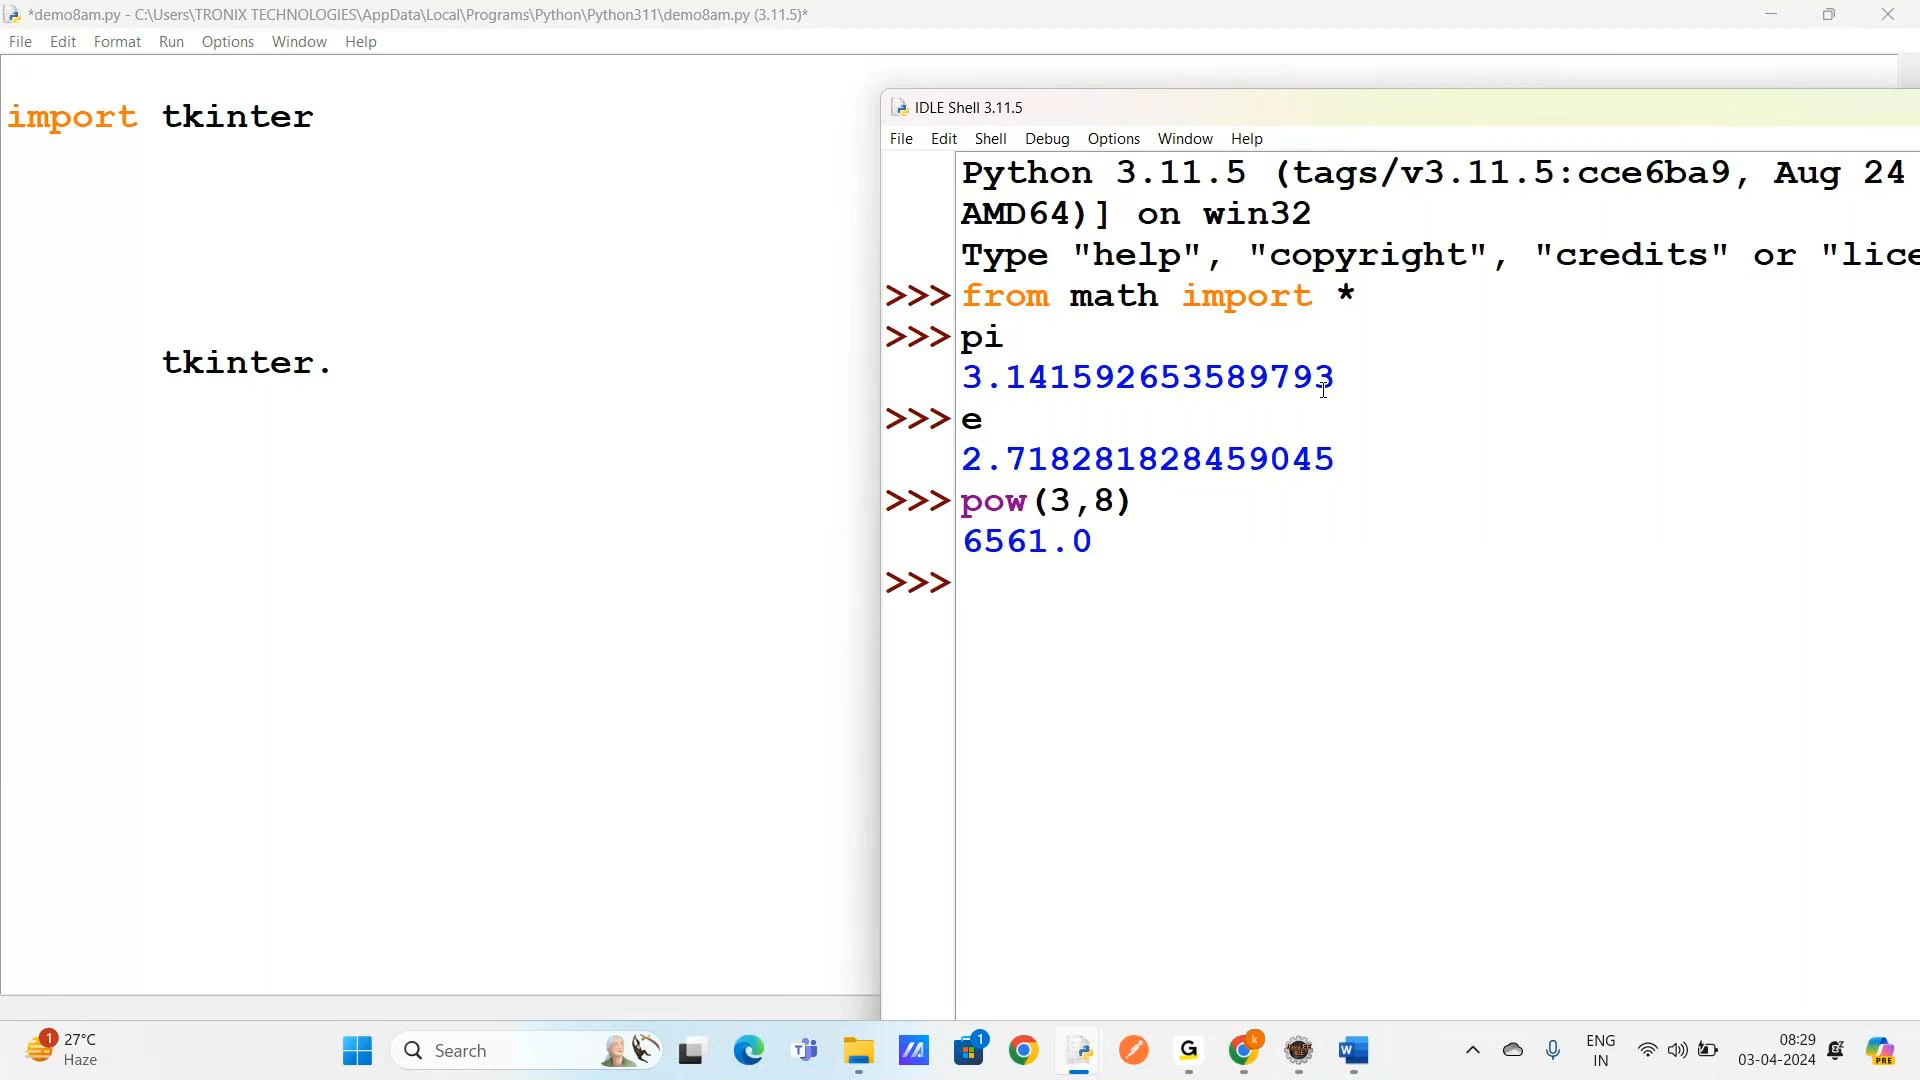 *demo8am.py - C:\Users\TRONIX TECHNOLOGIES\AppData\Local\Programs\Python\Python311\demo8am.py (3.11.5)*
File Edit Format Run Options Window Help
import tkinter
tkinter.
IDLE Shell 3.11.5
File Edit Shell Debug Options Window Help
Python 3.11.5 (tags/v3.11.5:cce6ba9, Aug 24
AMD64)] on win32
Type "help", "copyright", "credits" or "lice
>>> from math import *
>>> pi
3.141592653589793
>>> e
2.718281828459045
>>> pow(3,8)
6561.0
>>>
1
27°C
Haze
Search
1
G
k
W
ENG
IN
08:29
03-04-2024
PRE